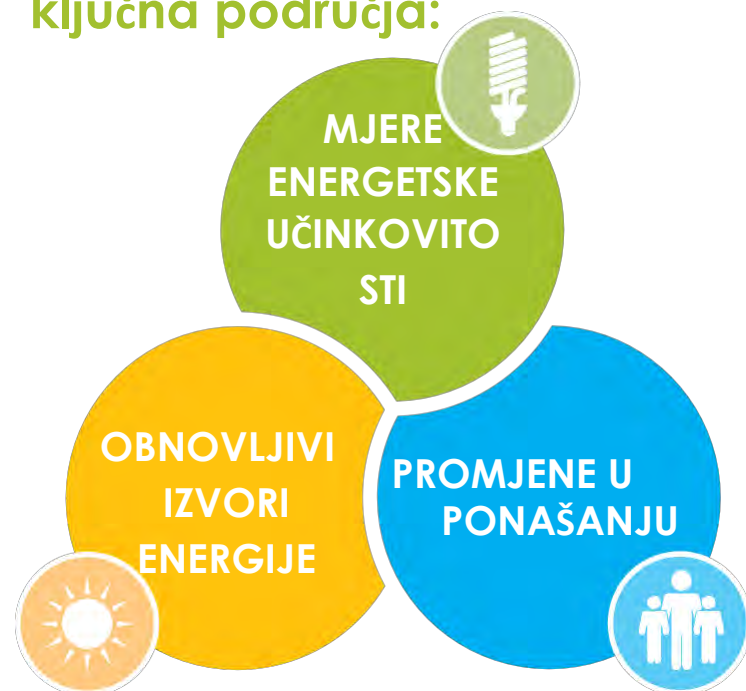 ključna područja:
MJERE
ENERGETSKE
UČINKOVITO
STI
OBNOVLJIVI
IZVORI
ENERGIJE
PROMJENE U
PONAŠANJU